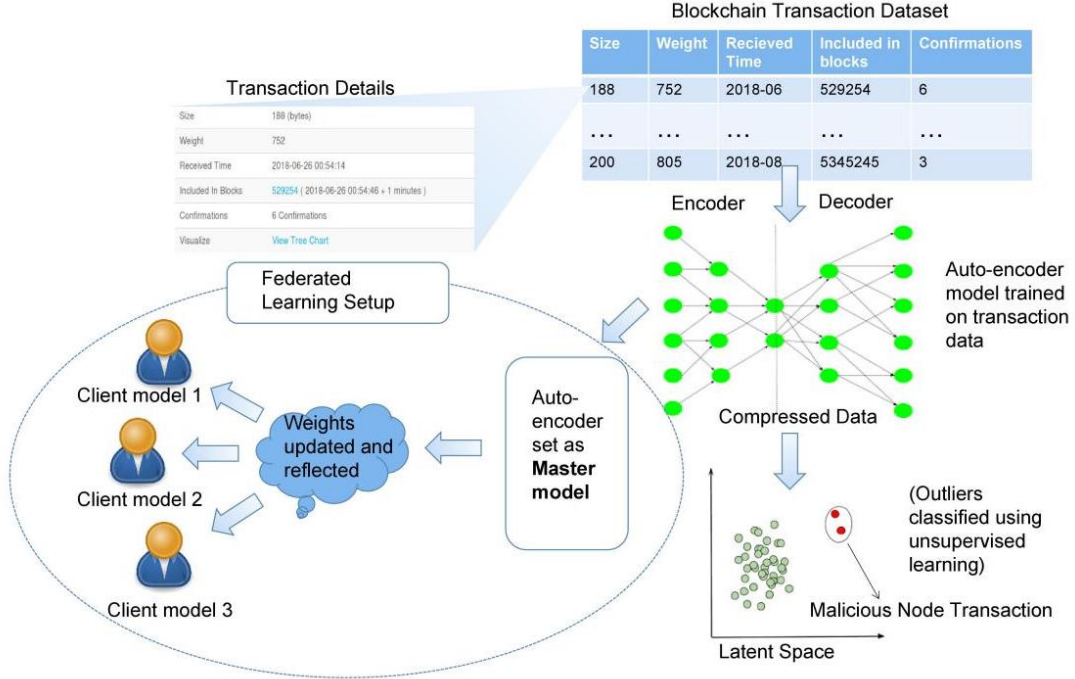 Blockchain Transaction Dataset
Size Weight Recieved Time Included in blocks Confirmations
188 752 2018-06 529254 6
... ... ... ... ...
200 805 2018-08 5345245 3
Transaction Details
Size 188 (bytes)
Weight 752
Received Time 2018-06-26 00:54:14
Included In Blocks 529254 ( 2018-06-26 00:54:46 + 1 minutes )
Confirmations 6 Confirmations
Visualize View Tree Chart
Encoder Decoder
Auto-encoder
model trained
on transaction
data
Compressed Data
Federated
Learning Setup
Client model 1
Client model 2
Client model 3
Weights
updated and
reflected
Auto-
encoder
set as
Master
model
(Outliers
classified using
unsupervised
learning)
Malicious Node Transaction
Latent Space